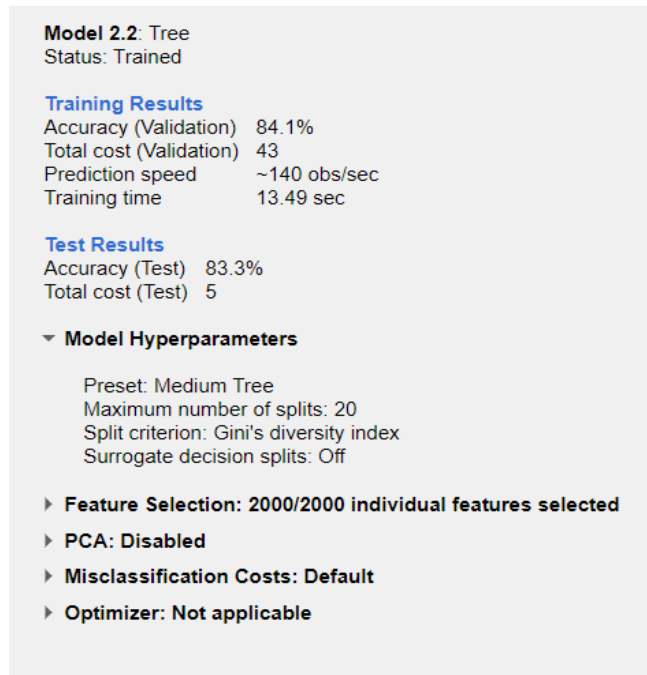 Model 2.2: Tree
Status: Trained
Training Results
Accuracy (Validation) 84.1%
Total cost (Validation) 43
Prediction speed ~140 obs/sec
Training time 13.49 sec
Test Results
Accuracy (Test) 83.3%
Total cost (Test) 5
Model Hyperparameters
Preset: Medium Tree
Maximum number of splits: 20
Split criterion: Gini's diversity index
Surrogate decision splits: Off
Feature Selection: 2000/2000 individual features selected
PCA: Disabled
Misclassification Costs: Default
Optimizer: Not applicable